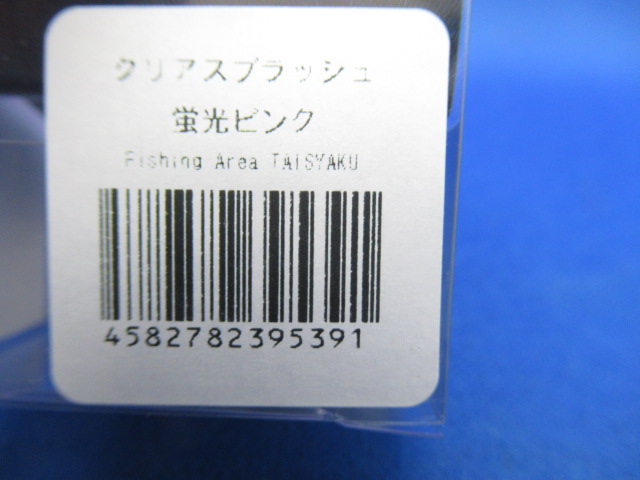 クリアスプラッシュ
蛍光ピンク
Fishing Area TAISYAKU
4582782395391